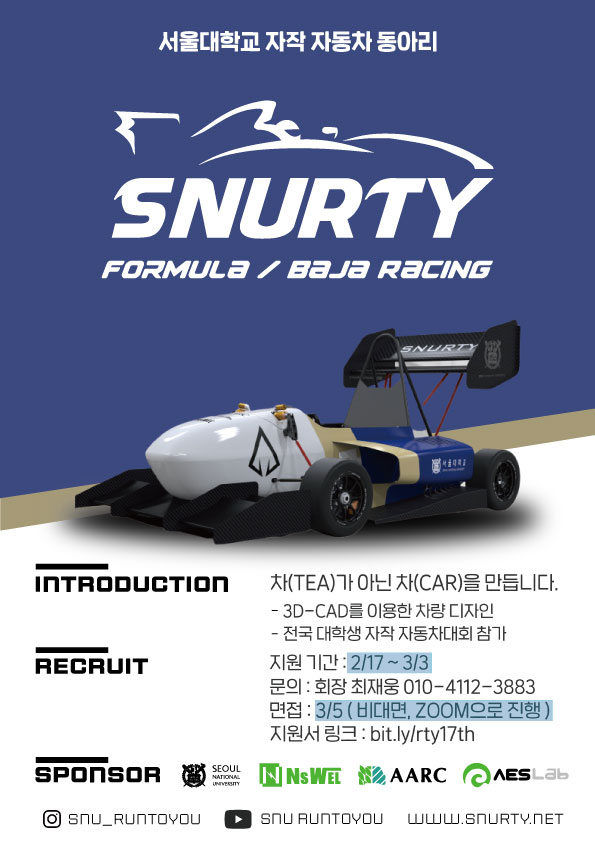 서울대학교 자작 자동차 동아리
SNURTY
FORMULA / BAJA RACING
SNURTY
서울대학교
INTRODUCTION
차(TEA)가 아닌 차(CAR)을 만듭니다.
- 3D-CAD를 이용한 차량 디자인
- 전국 대학생 자작 자동차대회 참가
RECRUIT
지원 기간 : 2/17 ~ 3/3
문의 : 회장 최재웅 010-4112-3883
면접 : 3/5 ( 비대면, ZOOM으로 진행 )
지원서 링크 : bit.ly/rty17th
SPONSOR
SEOUL
NATIONAL
UNIVERSITY
NSWEL
AARC
AESLab
SNU_RUNTOYOU
SNU RUNTOYOU
WWW.SNURTY.NET